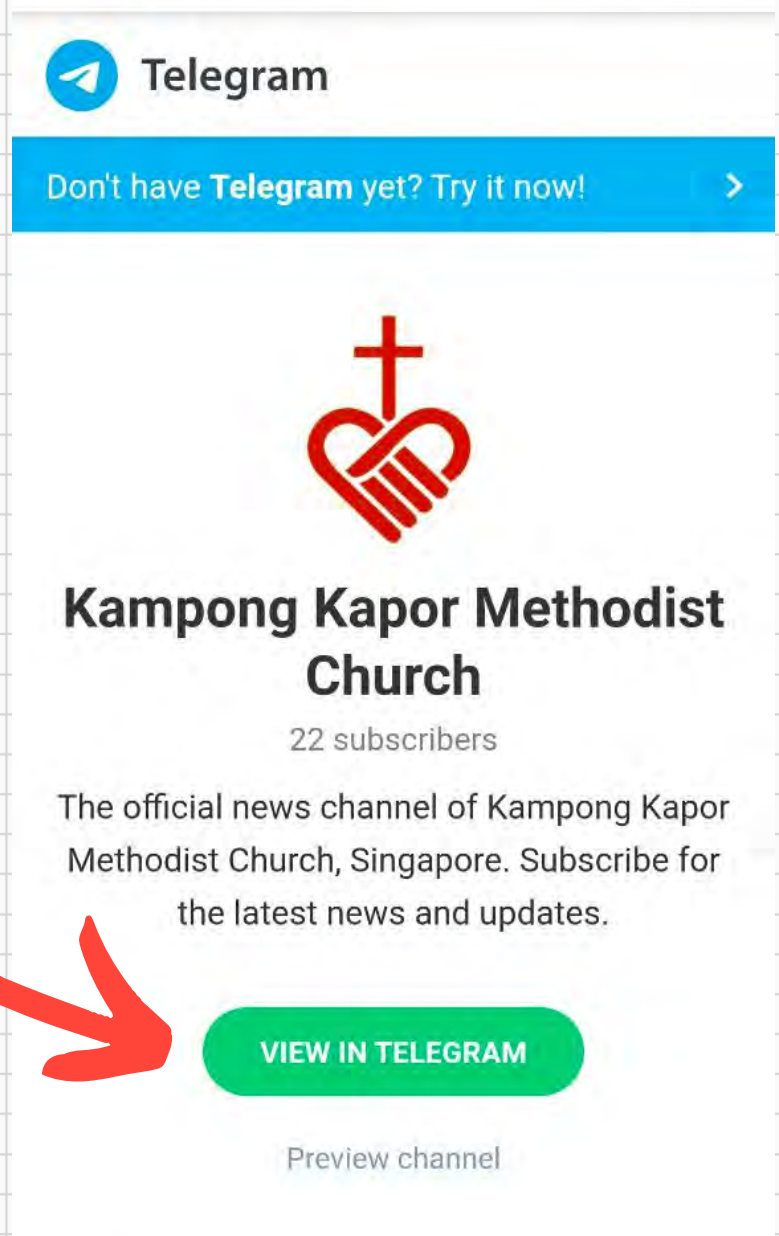 Telegram
Don't have Telegram yet? Try it now!
Kampong Kapor Methodist
Church
22 subscribers
The official news channel of Kampong Kapor
Methodist Church, Singapore. Subscribe for
the latest news and updates.
VIEW IN TELEGRAM
Preview channel